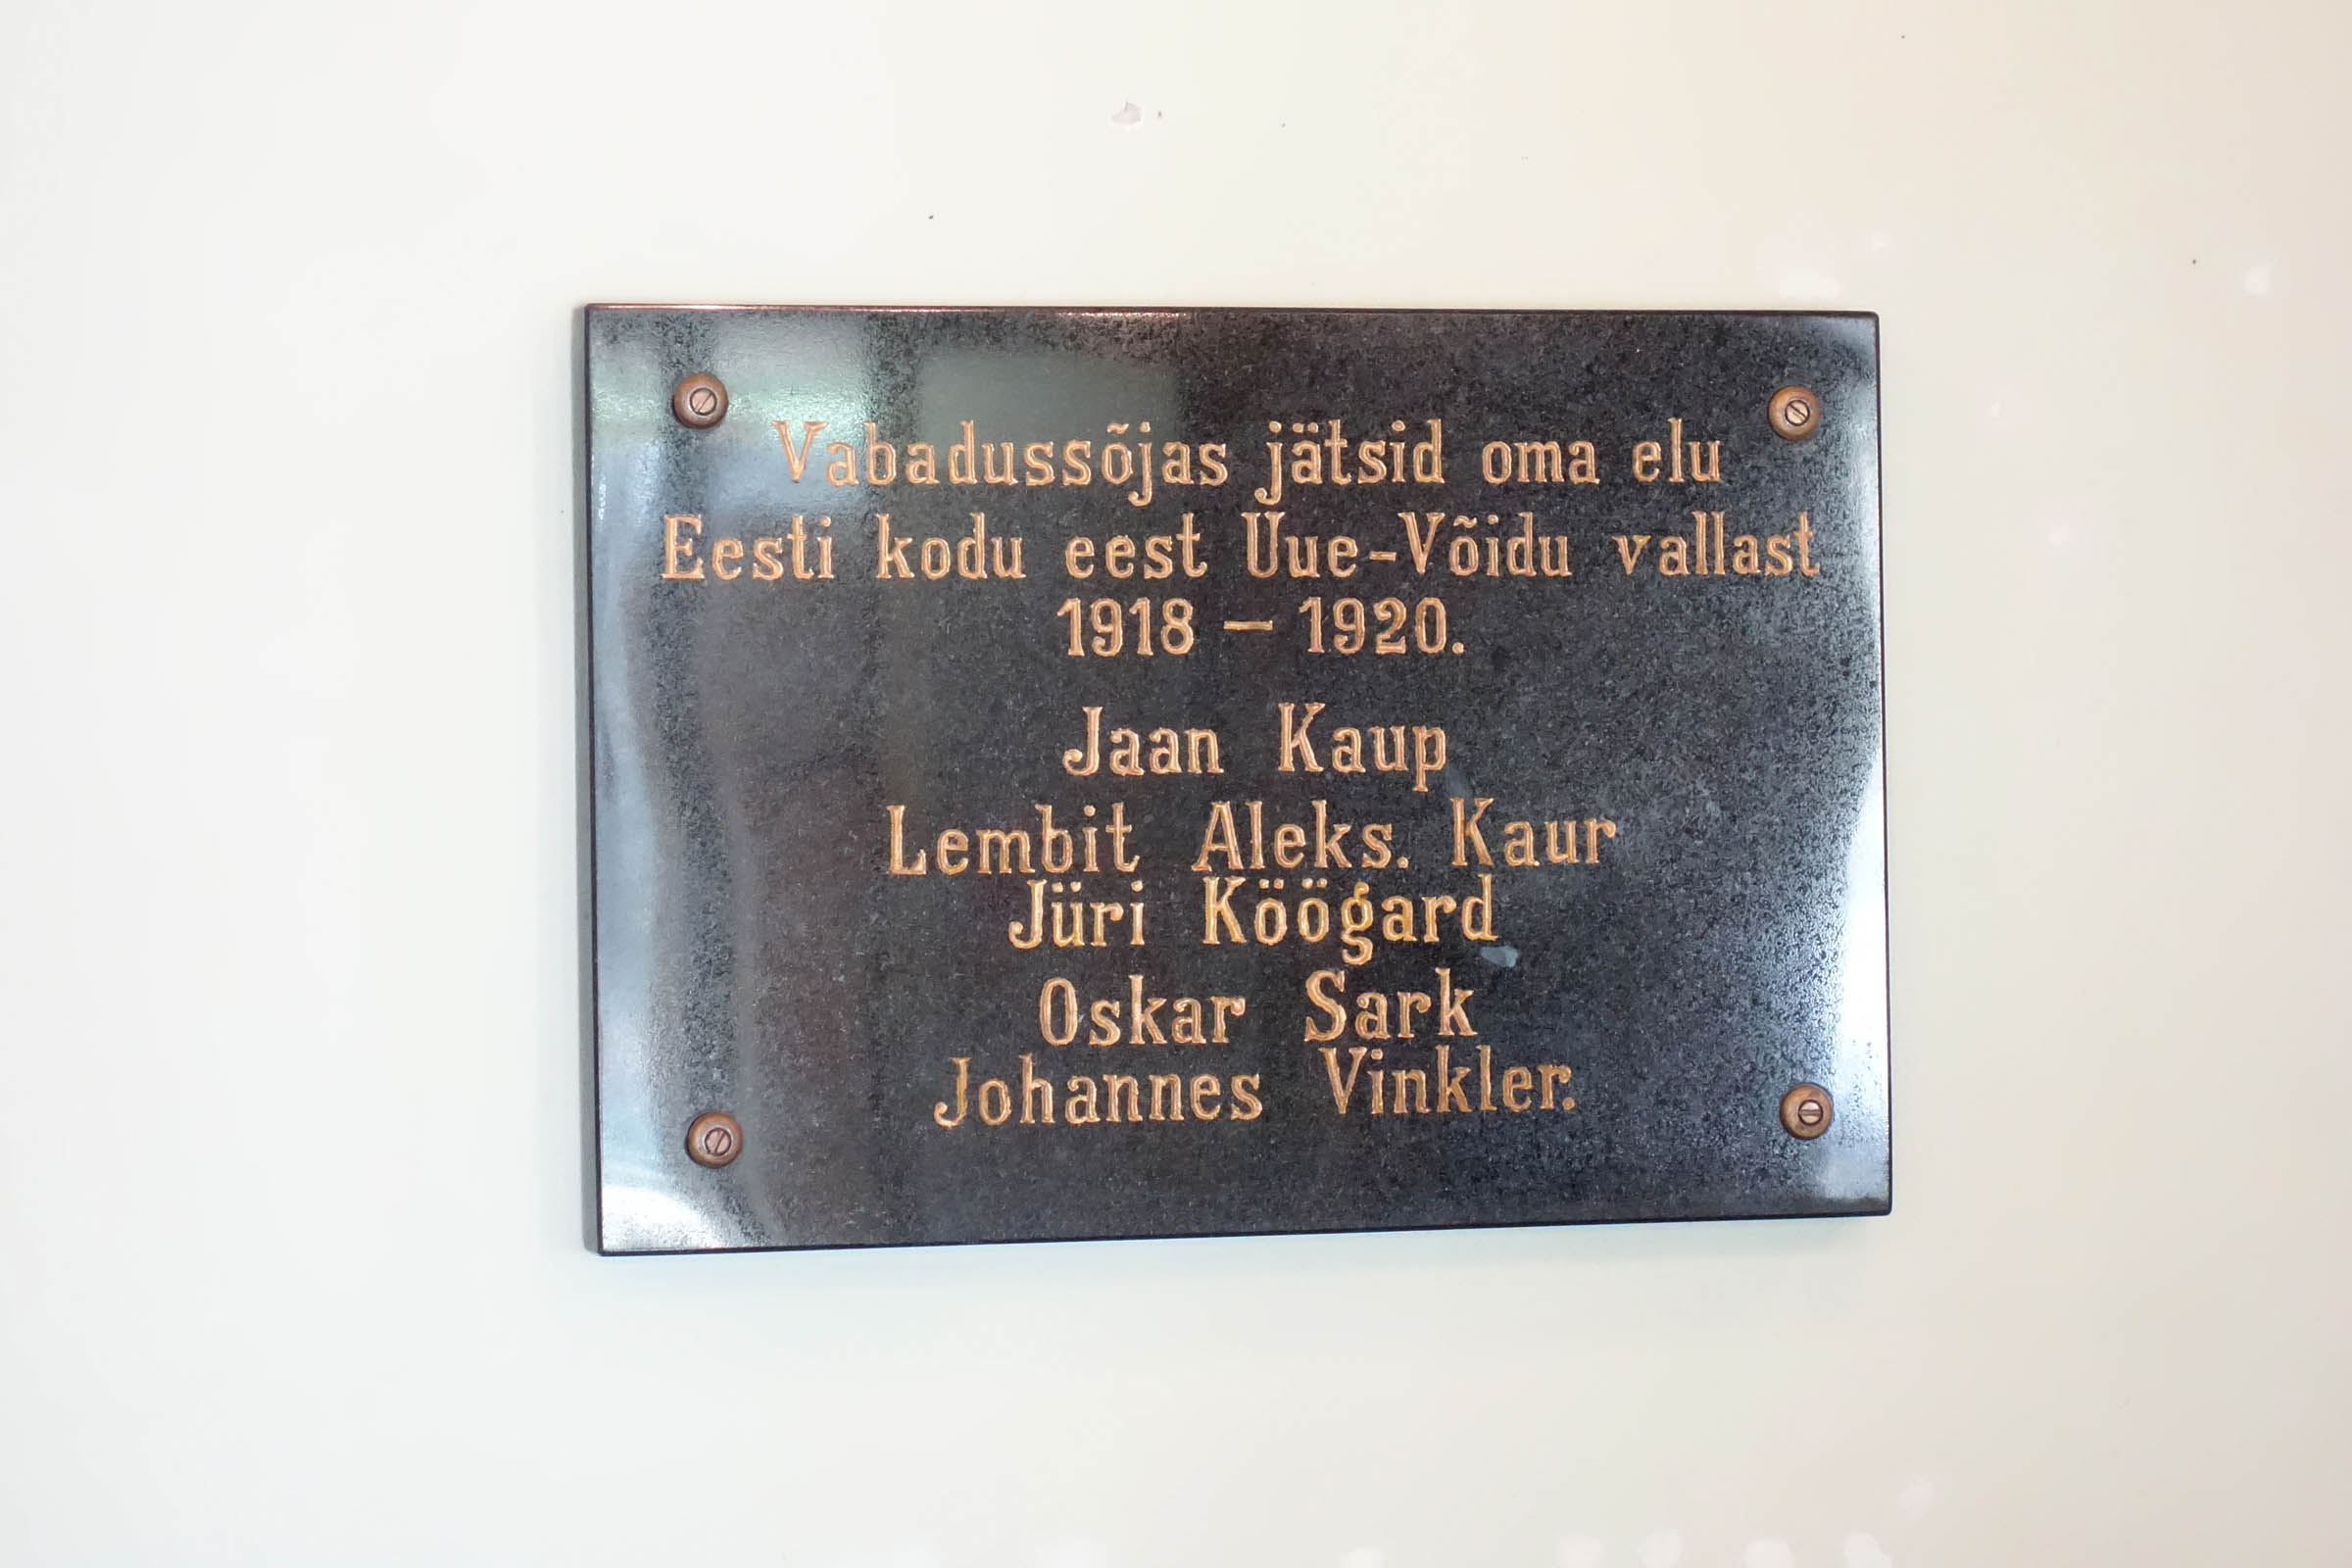 Vabadussõjas jätsid oma elu
Eesti kodu eest Uue-Võidu vallast
1918 – 1920.
Jaan Kaup
Lembit Aleks. Kaur
Jüri Köögard
Oskar Sark
Johannes Vinkler.